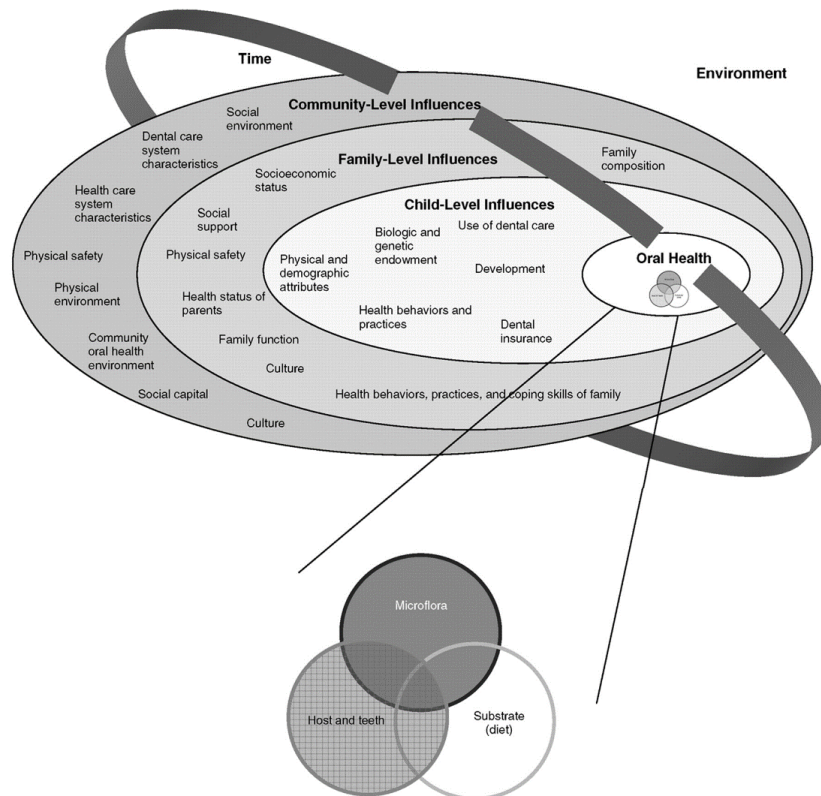 Time
Environment
Community-Level Influences
Social
environment
Dental care
system
characteristics
Family-Level Influences
Family
composition
Socioeconomic
status
Health care
system
characteristics
Child-Level Influences
Use of dental care
Social
support
Biologic and
genetic
endowment
Physical safety
Physical safety
Physical and
demographic
attributes
Development
Oral Health
Physical
environment
Health status of
parents
Health behaviors and
practices
Dental
insurance
Community
oral health
environment
Family function
Culture
Social capital
Health behaviors, practices, and coping skills of family
Culture
Microflora
Host and teeth
Substrate
(diet)